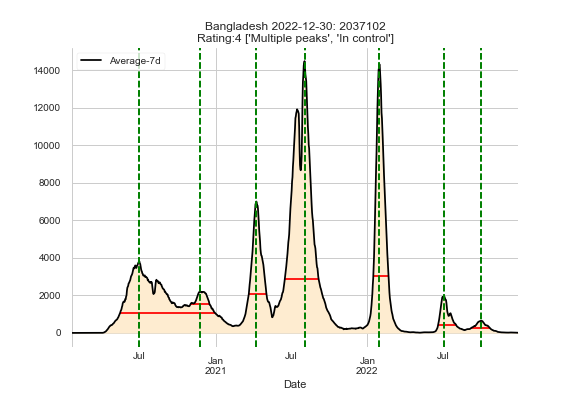 Bangladesh 2022-12-30: 2037102
Rating:4 ['Multiple peaks', 'In control']
Average-7d
14000
12000
10000
8000
6000
4000
2000
0
Jul
Jan
2021
Jul
Jan
2022
Jul
Date